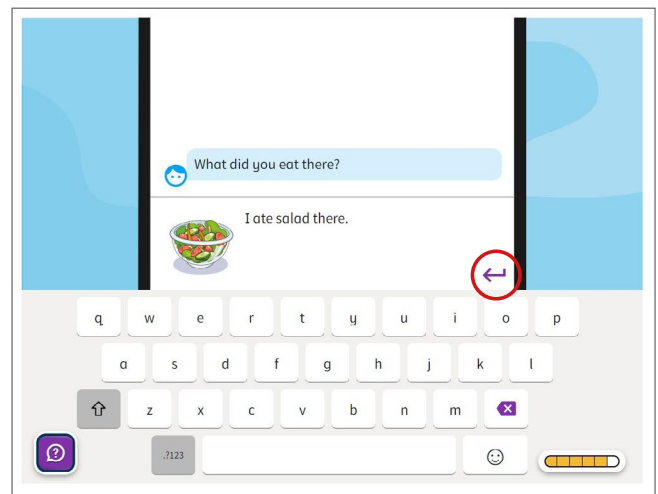 What did you eat there?
I ate salad there.
q w e r t y u i o p
a s d f g h j k l
z x c v b n m
.?123